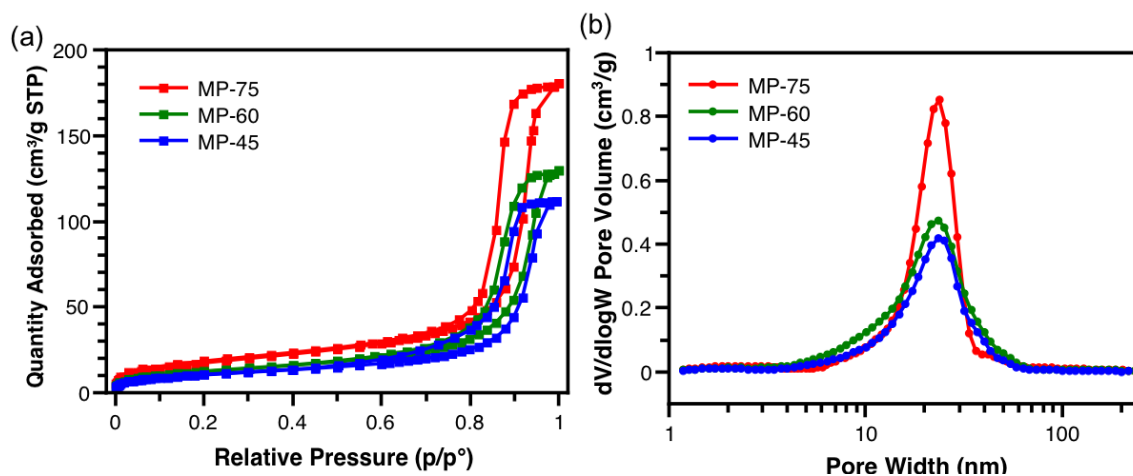 (a)
Quantity Adsorbed (cm³/g STP)
200
150
100
50
0
MP-75
MP-60
MP-45
0 0.2 0.4 0.6 0.8 1
Relative Pressure (p/p°)
(b)
dV/dlogW Pore Volume (cm³/g)
1
0.8
0.6
0.4
0.2
0
MP-75
MP-60
MP-45
1 10 100
Pore Width (nm)